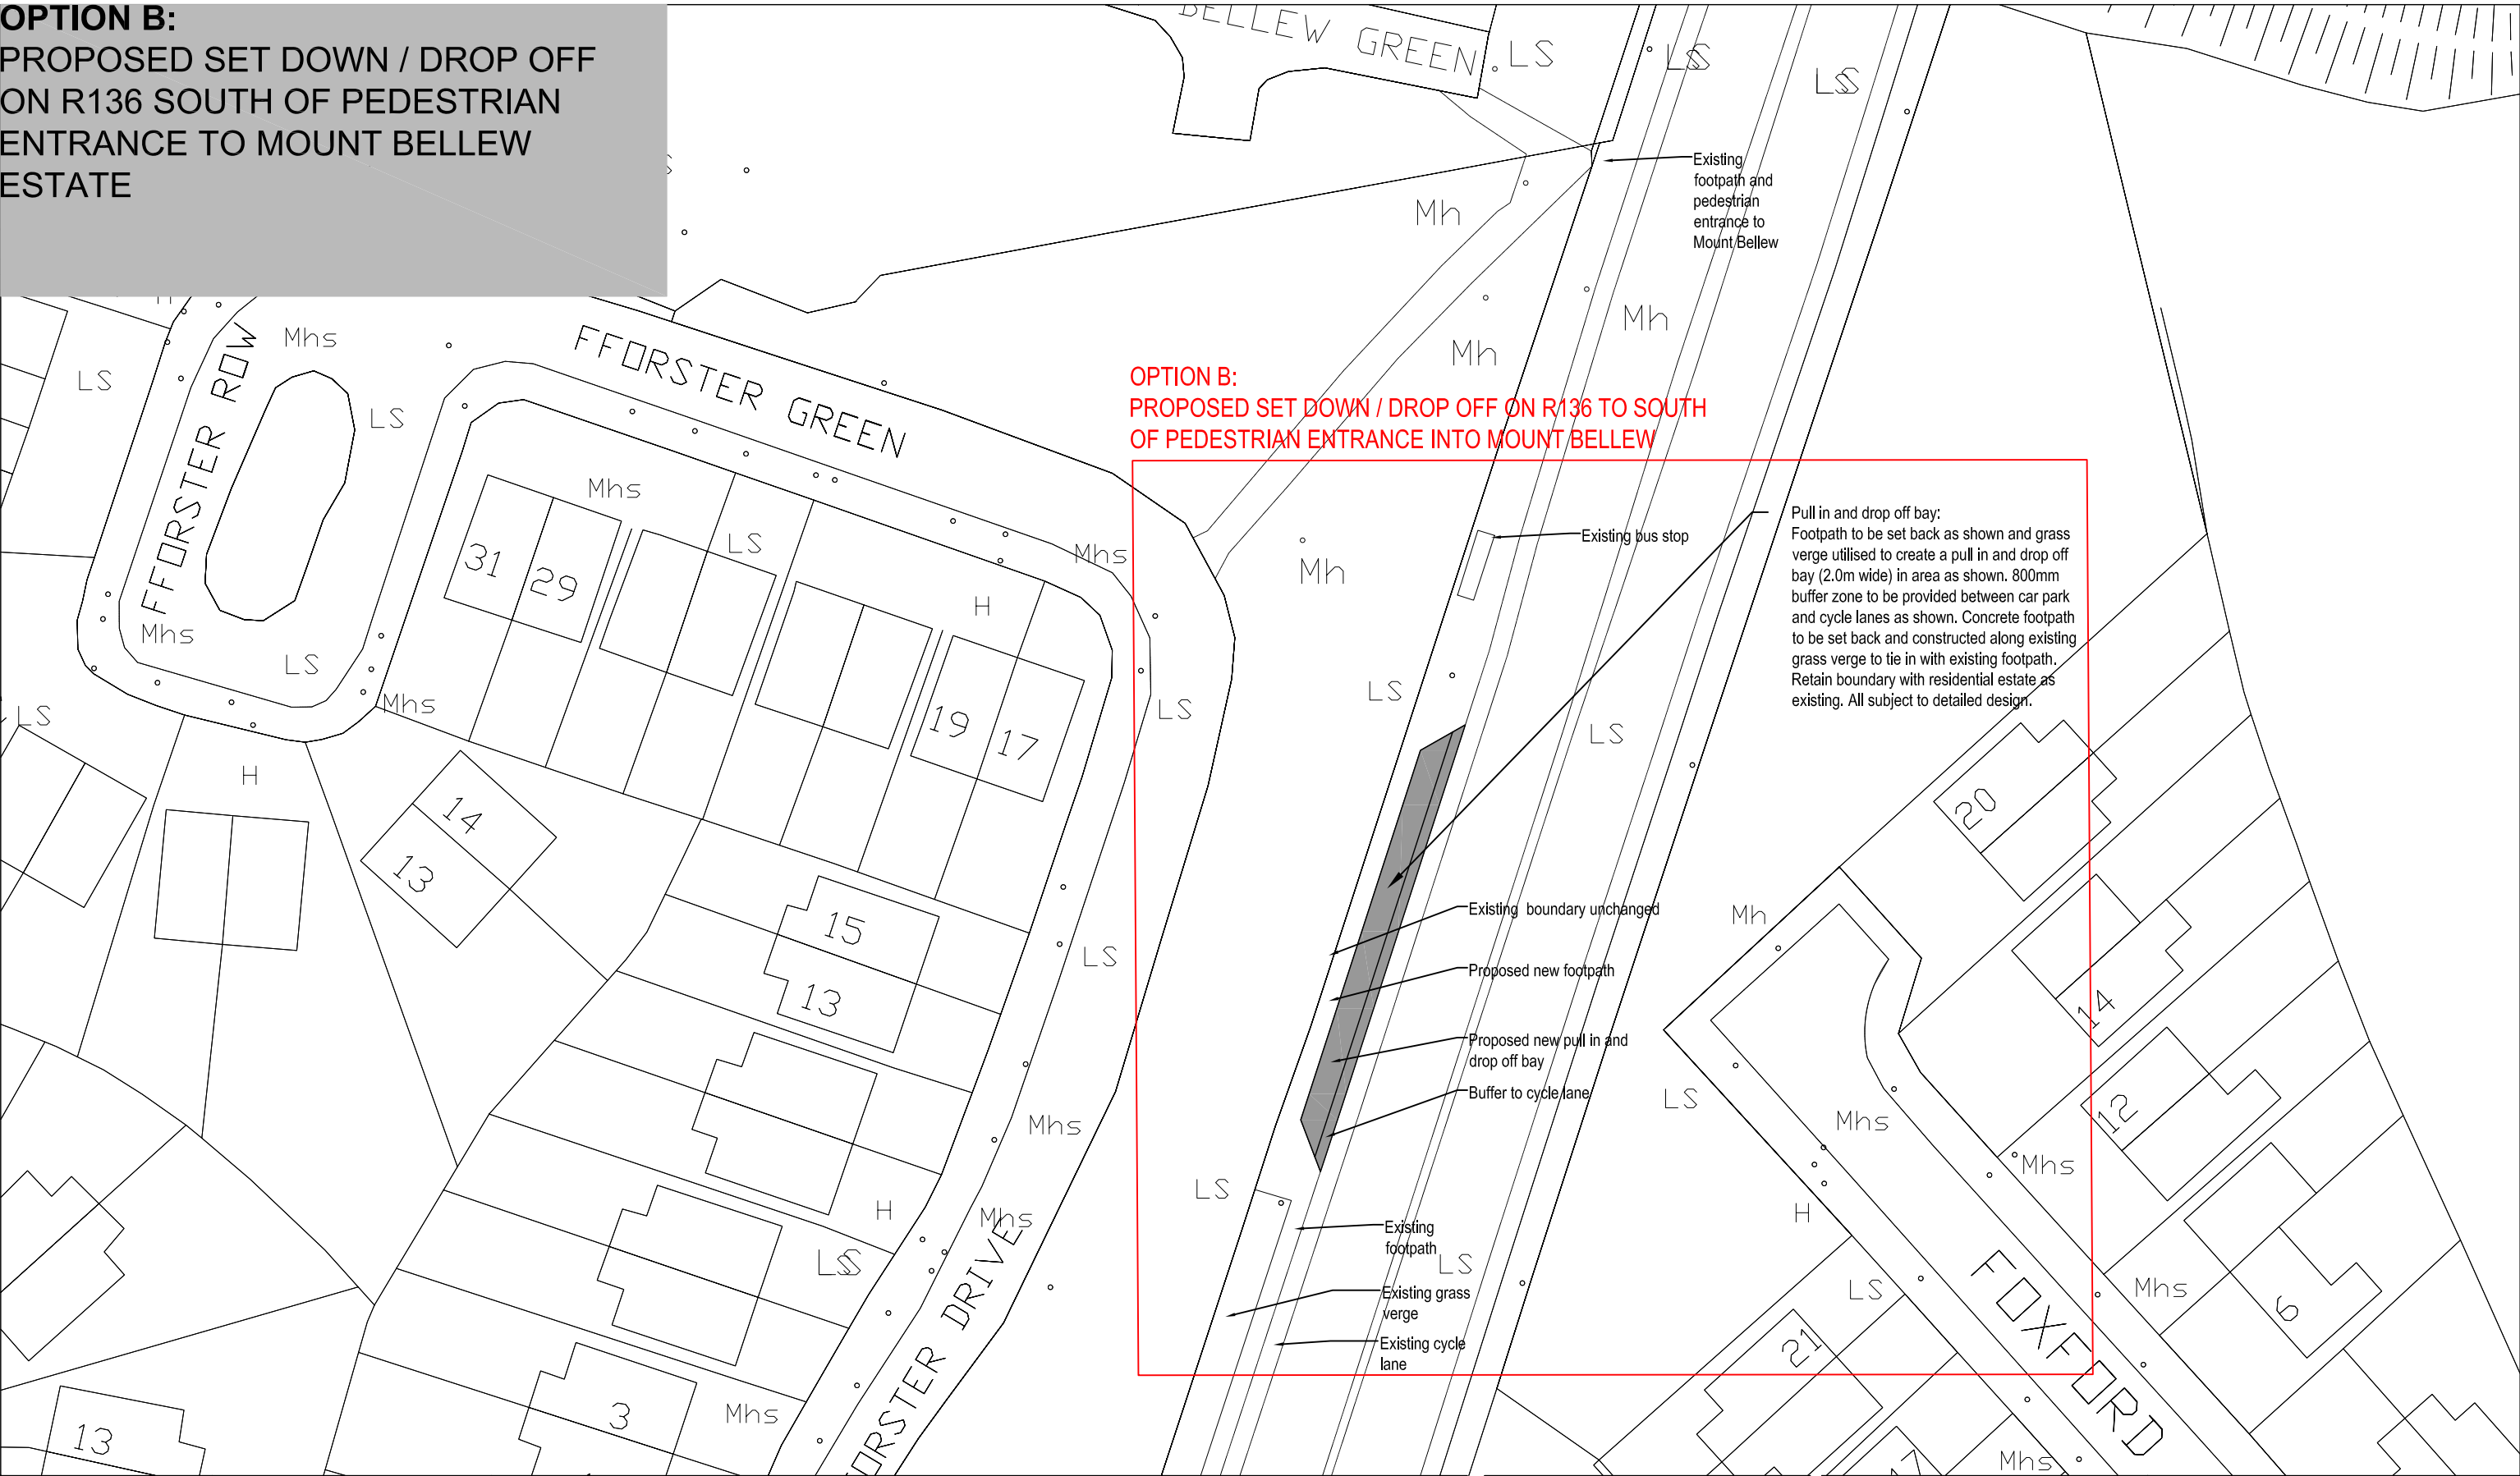 OPTION B:
PROPOSED SET DOWN / DROP OFF
ON R136 SOUTH OF PEDESTRIAN
ENTRANCE TO MOUNT BELLEW
ESTATE
BELLEW GREEN
LS
LS
LS
Existing
footpath and
pedestrian
entrance to
Mount Bellew
Mh
Mh
Mh
FFORSTER ROW
Mhs
LS
LS
FFORSTER GREEN
OPTION B:
PROPOSED SET DOWN / DROP OFF ON R136 TO SOUTH
OF PEDESTRIAN ENTRANCE INTO MOUNT BELLEW
Mhs
LS
31
29
Mhs
H
Mh
Existing bus stop
Pull in and drop off bay:
Footpath to be set back as shown and grass
verge utilised to create a pull in and drop off
bay (2.0m wide) in area as shown. 800mm
buffer zone to be provided between car park
and cycle lanes as shown. Concrete footpath
to be set back and constructed along existing
grass verge to tie in with existing footpath.
Retain boundary with residential estate as
existing. All subject to detailed design.
Mhs
LS
Mhs
LS
19
17
LS
LS
LS
H
14
13
20
15
13
LS
Existing boundary unchanged
Mh
Proposed new footpath
14
Proposed new pull in and
drop off bay
Buffer to cycle lane
LS
Mhs
12
Mhs
Mhs
LS
H
Mhs
H
LS
Existing
footpath
LS
FFORSTER DRIVE
Existing grass
verge
Existing cycle
lane
LS
Mhs
6
FOXFORD
21
3
Mhs
13
17
Mhs